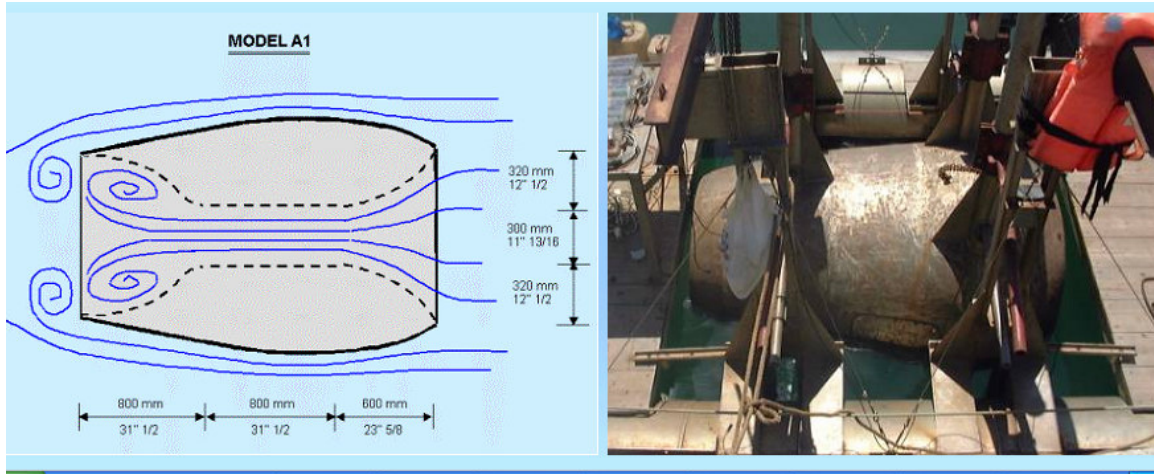 MODEL A1
320 mm
12" 1/2
300 mm
11" 13/16
320 mm
12" 1/2
800 mm
800 mm
600 mm
31" 1/2
31" 1/2
23" 5/8